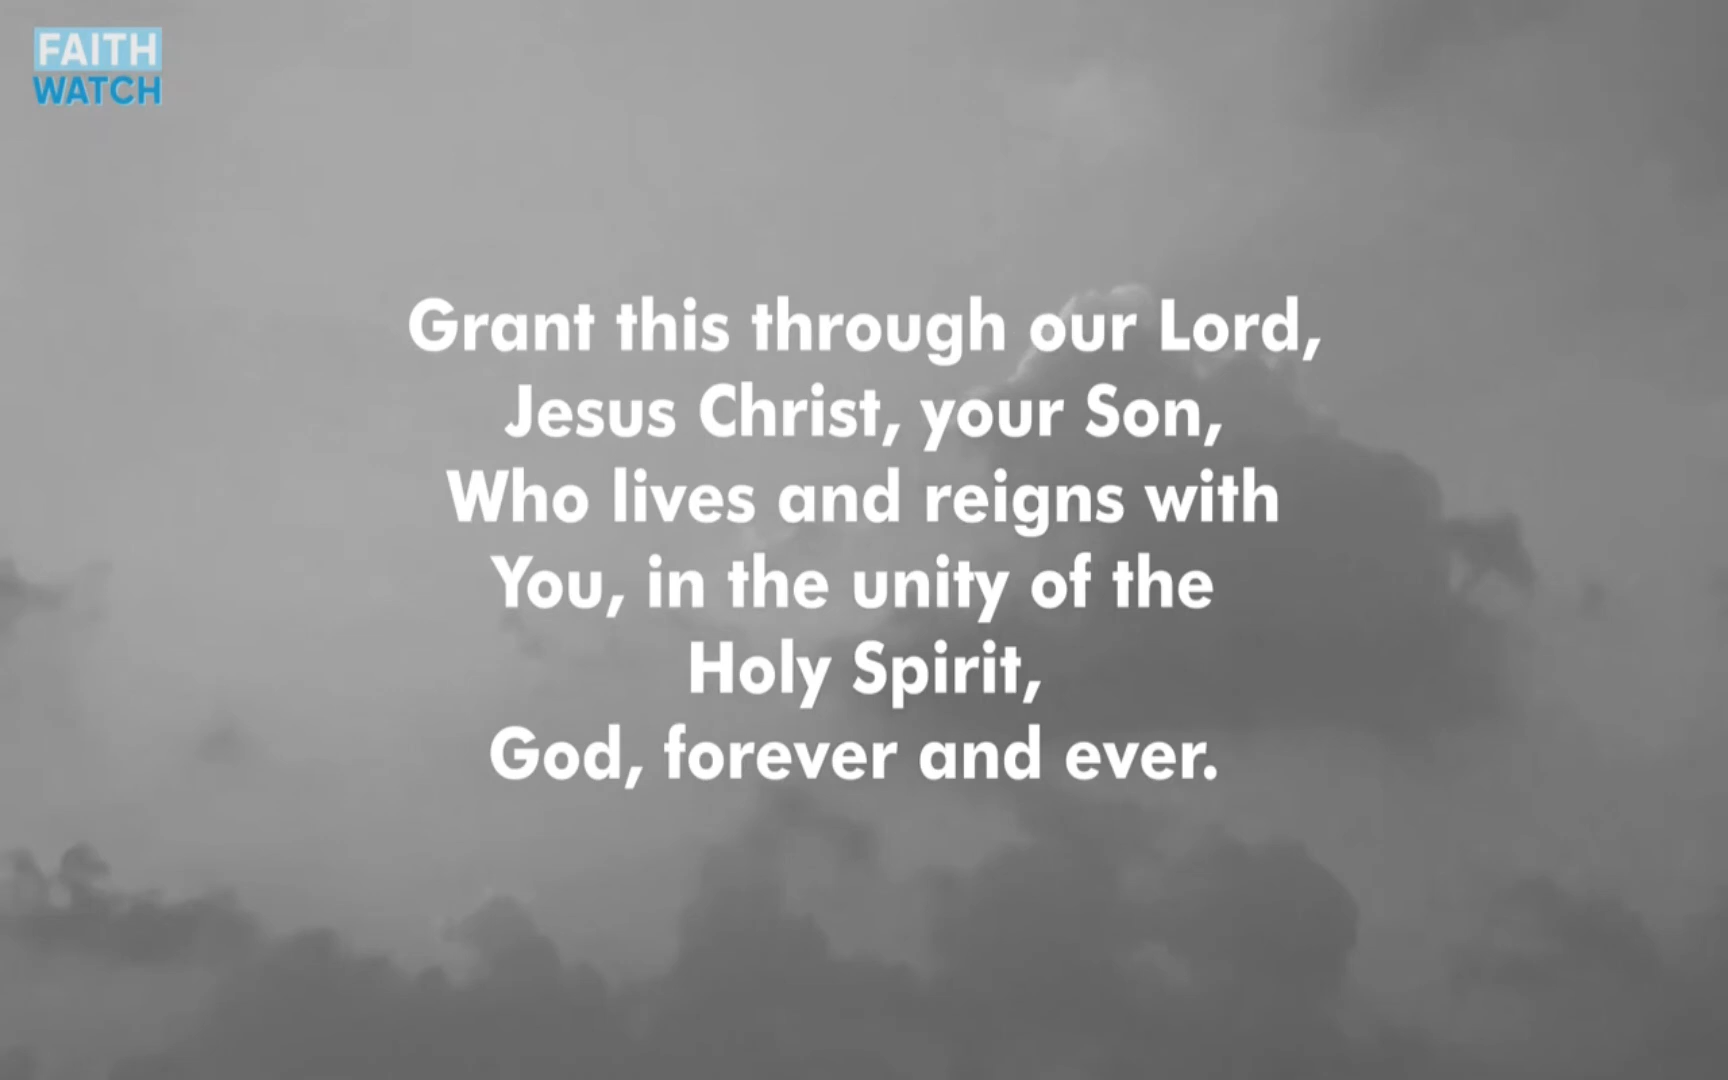 FAITH
WATCH
Grant this through our Lord,
Jesus Christ, your Son,
Who lives and reigns with
You, in the unity of the
Holy Spirit,
God, forever and ever.